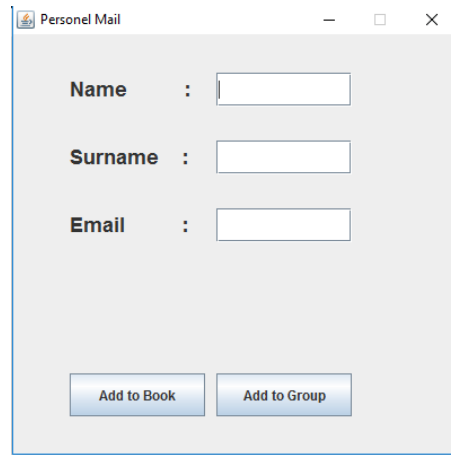 Personel Mail
Name :
Surname :
Email :
Add to Book Add to Group